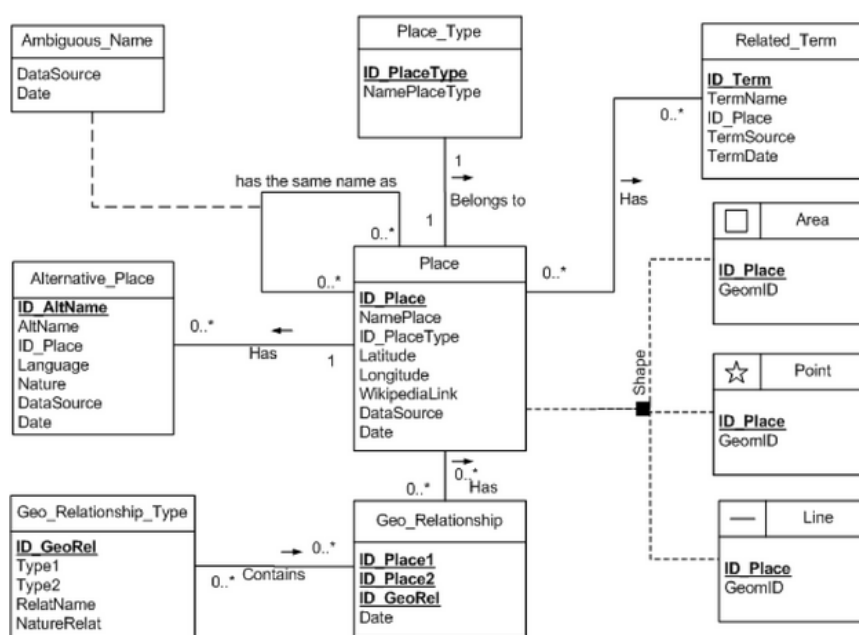 Ambiguous_Name
DataSource
Date
Place_Type
ID_PlaceType
NamePlaceType
Related_Term
ID_Term
TermName
ID_Place
TermSource
TermDate
0..*
Has
1
Belongs to
1
has the same name as
0..*
0..*
0..*
Alternative_Place
ID_AltName
AltName
ID_Place
Language
Nature
DataSource
Date
0..*
Has
1
Place
ID_Place
NamePlace
ID_PlaceType
Latitude
Longitude
WikipediaLink
DataSource
Date
Shape
Area
ID_Place
GeomID
Point
ID_Place
GeomID
Line
ID_Place
GeomID
0..*
0..*
Has
Geo_Relationship_Type
ID_GeoRel
Type1
Type2
RelatName
NatureRelat
0..*
Contains
0..*
Geo_Relationship
ID_Place1
ID_Place2
ID_GeoRel
Date